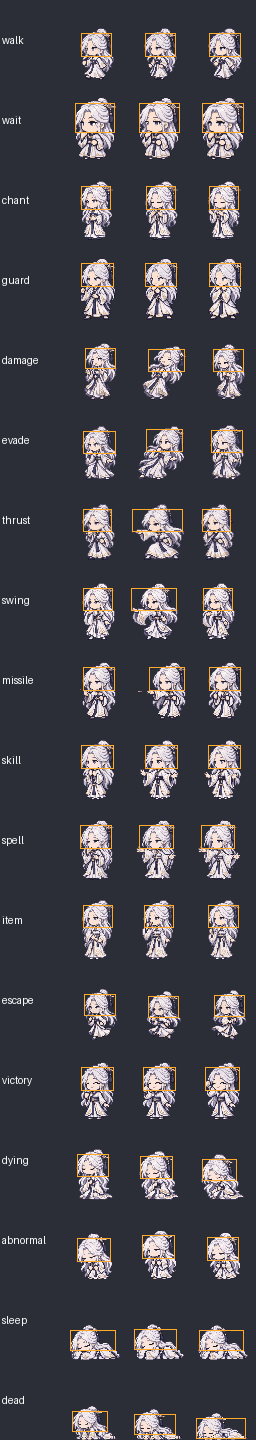 walk
wait
chant
guard
damage
evade
thrust
swing
missile
skill
spell
item
escape
victory
dying
abnormal
sleep
dead